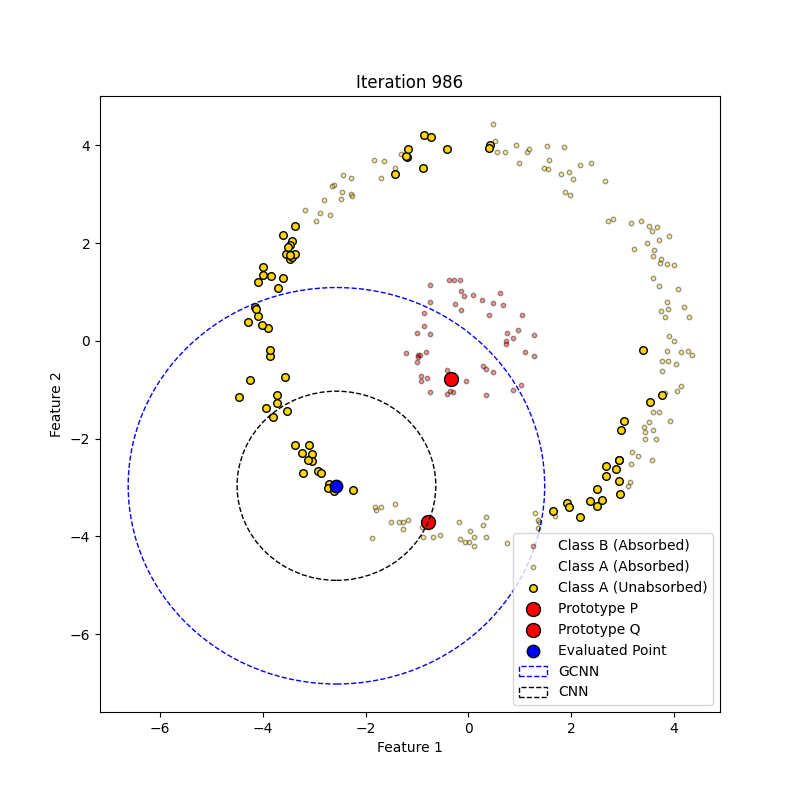 Iteration 986
Feature 2
4
2
0
−2
−4
−6
−6
−4
−2
0
2
4
Feature 1
Class B (Absorbed)
Class A (Absorbed)
Class A (Unabsorbed)
Prototype P
Prototype Q
Evaluated Point
GCNN
CNN